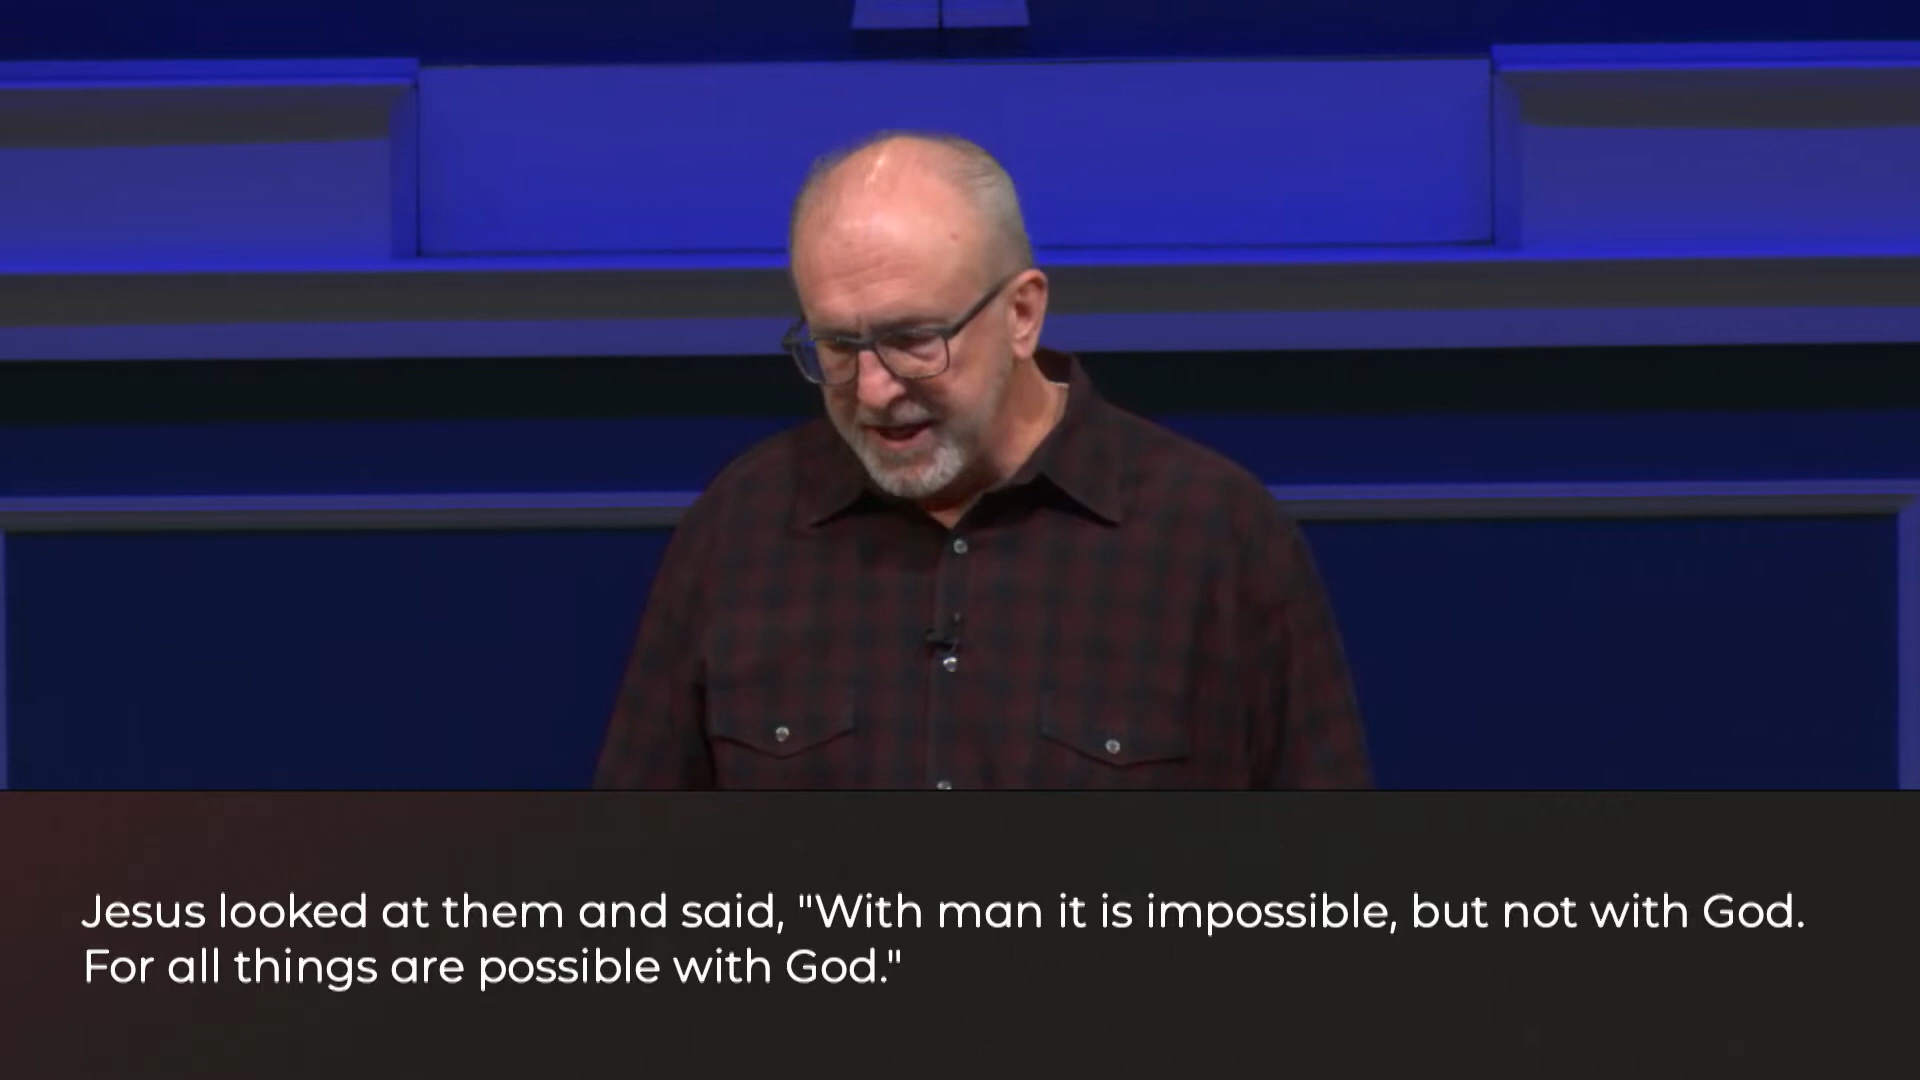 Jesus looked at them and said, "With man it is impossible, but not with God.
For all things are possible with God."